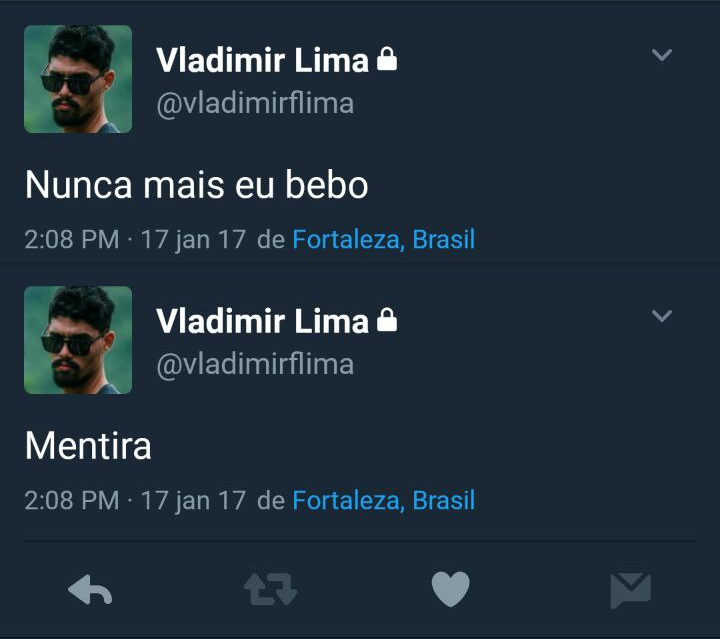 Vladimir Lima
@vladimirflima
Nunca mais eu bebo
2:08 PM · 17 jan 17 de Fortaleza, Brasil
Vladimir Lima
@vladimirflima
Mentira
2:08 PM · 17 jan 17 de Fortaleza, Brasil